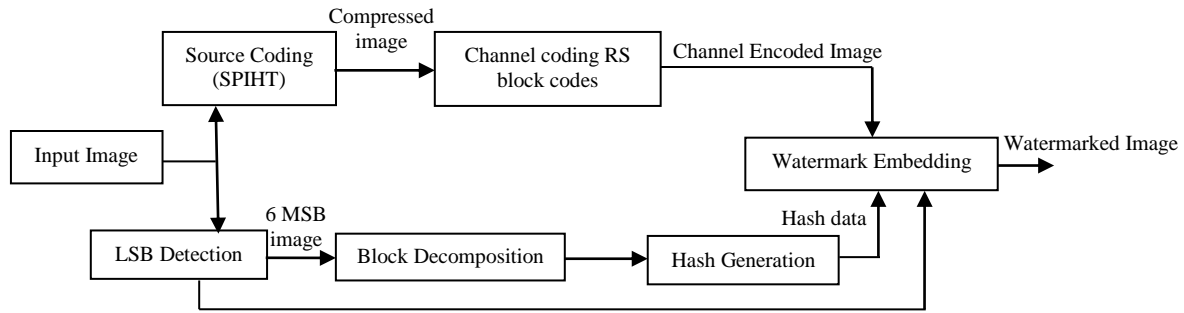 Compressed
image
Source Coding
(SPIHT)
Channel coding RS
block codes
Channel Encoded Image
Input Image
Watermark Embedding
Watermarked Image
6 MSB
image
Hash data
LSB Detection
Block Decomposition
Hash Generation